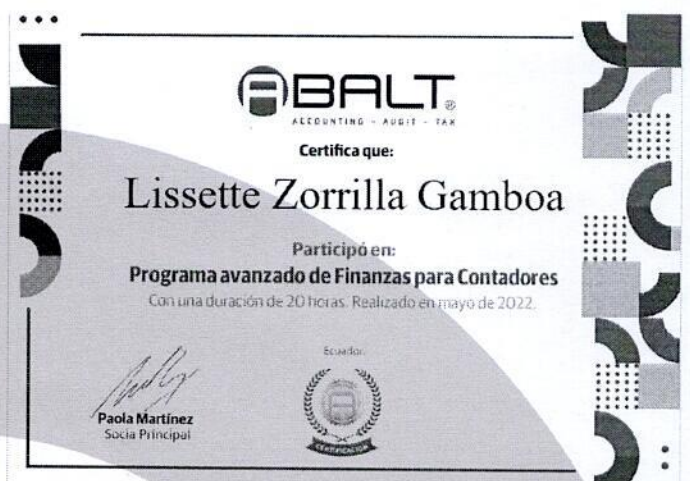 ABALT®
ACCOUNTING - AUDIT - TAX
Certifica que:
Lissette Zorrilla Gamboa
Participó en:
Programa avanzado de Finanzas para Contadores
Con una duración de 20 horas. Realizado en mayo de 2022.
Ecuador.
Paola Martínez
Socia Principal
CERTIFICACIÓN